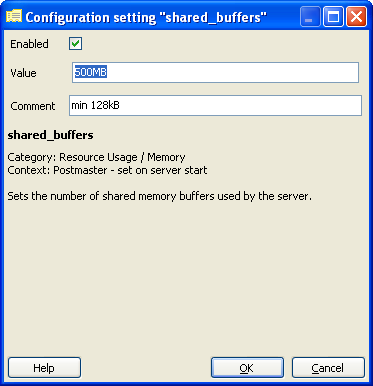 Configuration setting "shared_buffers"
Enabled
Value 500MB
Comment min 128kB
shared_buffers
Category: Resource Usage / Memory
Context: Postmaster - set on server start
Sets the number of shared memory buffers used by the server.
Help OK Cancel